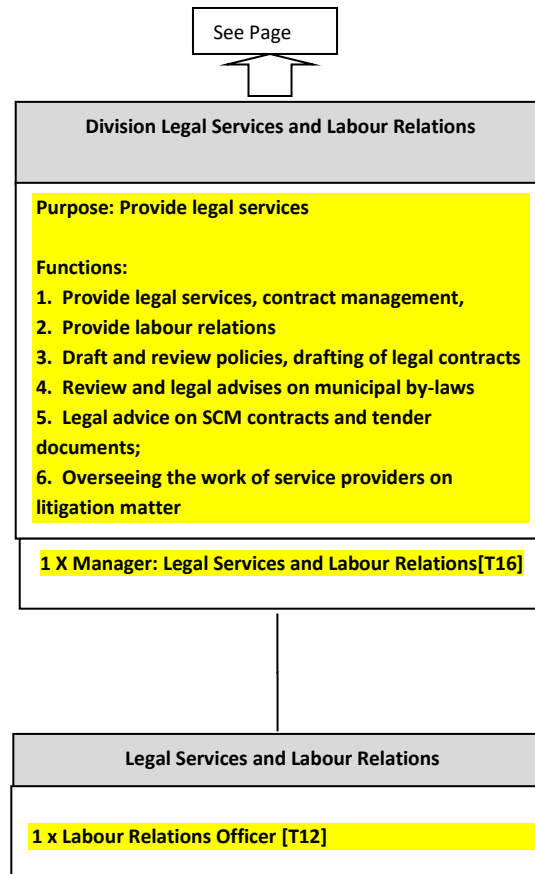 See Page
Division Legal Services and Labour Relations
Purpose: Provide legal services
Functions:
1. Provide legal services, contract management,
2. Provide labour relations
3. Draft and review policies, drafting of legal contracts
4. Review and legal advises on municipal by-laws
5. Legal advice on SCM contracts and tender
documents;
6. Overseeing the work of service providers on
litigation matter
1 X Manager: Legal Services and Labour Relations[T16]
Legal Services and Labour Relations
1 x Labour Relations Officer [T12]